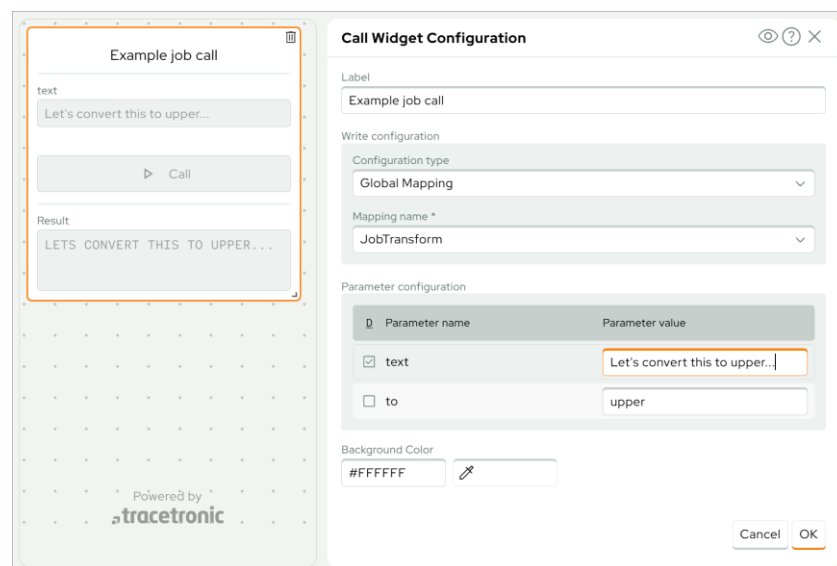 Example job call
text
Let's convert this to upper...
Call
Result
LETS CONVERT THIS TO UPPER...
Powered by
tracetronic
Call Widget Configuration
Label
Example job call
Write configuration
Configuration type
Global Mapping
Mapping name *
JobTransform
Parameter configuration
D Parameter name Parameter value
text Let's convert this to upper...
to upper
Background Color
#FFFFFF
Cancel OK